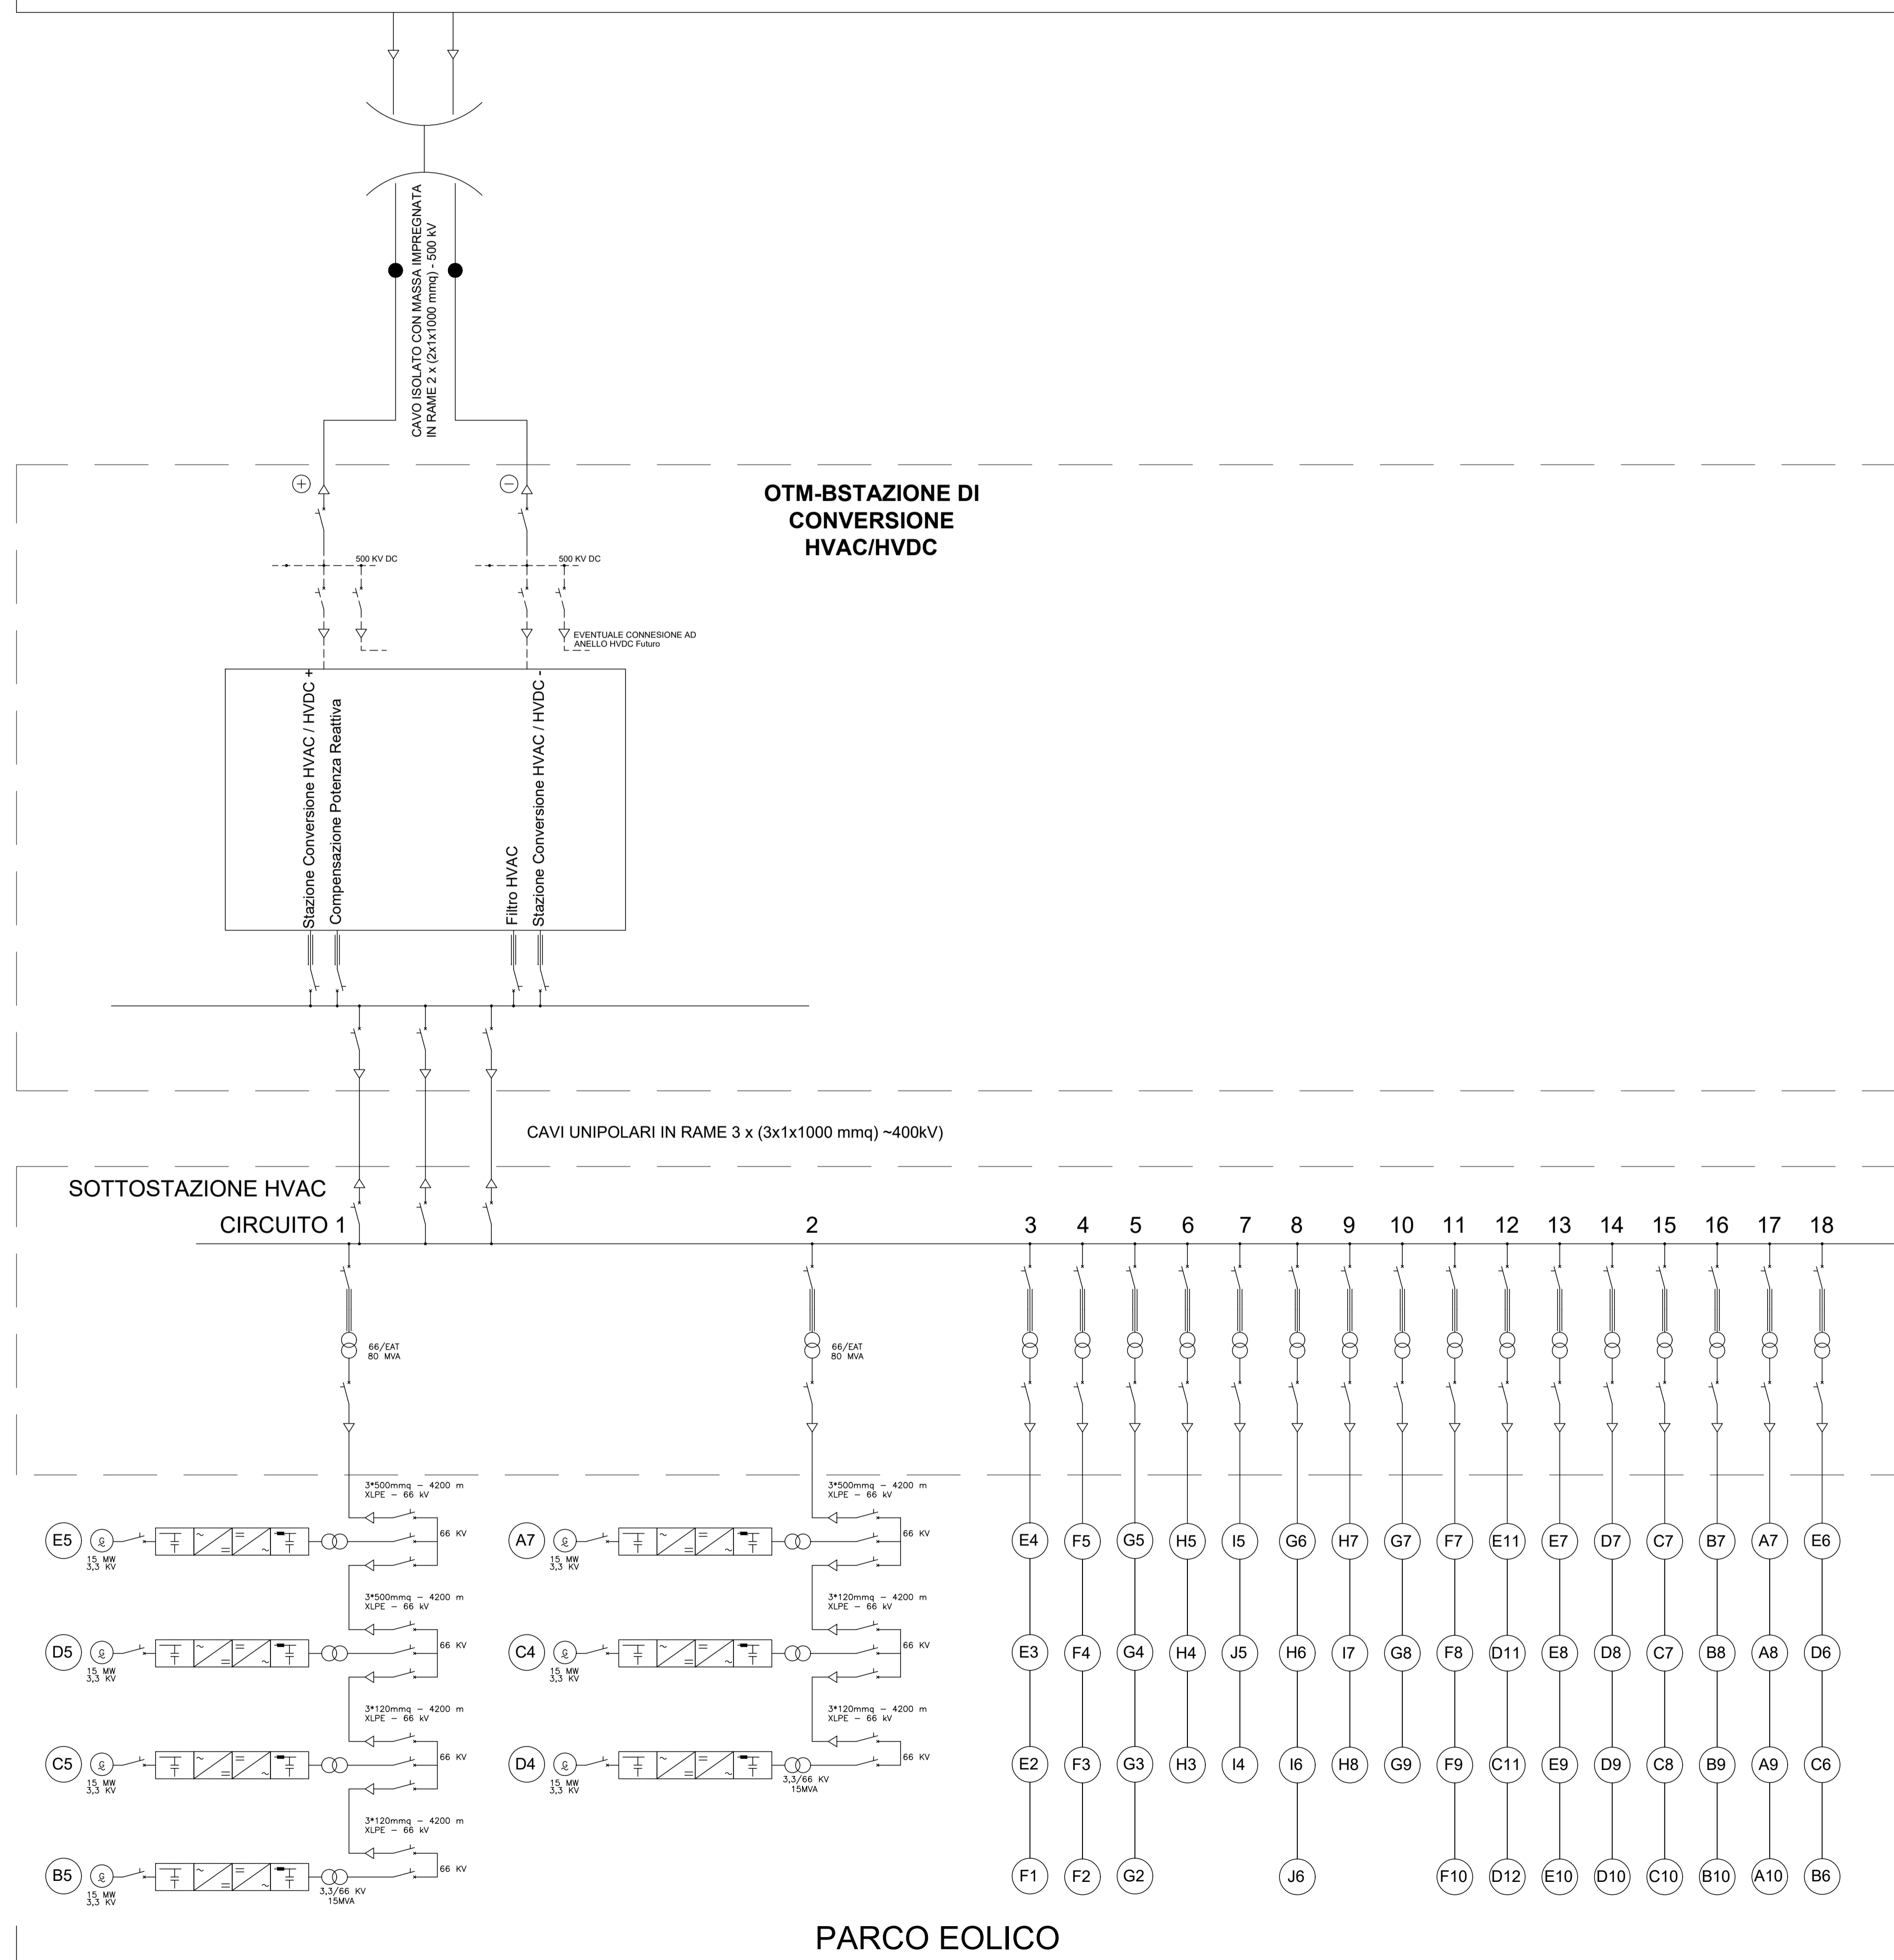 CAVO ISOLATO CON MASSA IMPREGNATA
IN RAME 2 x (2x1x1000 mmq) - 500 kV
+
-
OTM-BSTAZIONE DI
CONVERSIONE
HVAC/HVDC
500 KV DC
500 KV DC
EVENTUALE CONNESIONE AD
ANELLO HVDC Futuro
Stazione Conversione HVAC / HVDC +
Compensazione Potenza Reattiva
Filtro HVAC
Stazione Conversione HVAC / HVDC -
CAVI UNIPOLARI IN RAME 3 x (3x1x1000 mmq) ~400kV)
SOTTOSTAZIONE HVAC
CIRCUITO 1 2 3 4 5 6 7 8 9 10 11 12 13 14 15 16 17 18
66/EAT
80 MVA
66/EAT
80 MVA
3*500mmq - 4200 m
XLPE - 66 kV
66 KV
E5
G
15 MW
3,3 KV
~ = = ~
3*500mmq - 4200 m
XLPE - 66 kV
66 KV
D5
G
15 MW
3,3 KV
~ = = ~
3*120mmq - 4200 m
XLPE - 66 kV
66 KV
C5
G
15 MW
3,3 KV
~ = = ~
3*120mmq - 4200 m
XLPE - 66 kV
66 KV
B5
G
15 MW
3,3 KV
~ = = ~
3,3/66 KV
15MVA
3*500mmq - 4200 m
XLPE - 66 kV
66 KV
A7
G
15 MW
3,3 KV
~ = = ~
3*120mmq - 4200 m
XLPE - 66 kV
66 KV
C4
G
15 MW
3,3 KV
~ = = ~
3*120mmq - 4200 m
XLPE - 66 kV
66 KV
D4
G
15 MW
3,3 KV
~ = = ~
3,3/66 KV
15MVA
E4 F5 G5 H5 I5 G6 H7 G7 F7 E11 E7 D7 C7 B7 A7 E6
E3 F4 G4 H4 J5 H6 I7 G8 F8 D11 E8 D8 C7 B8 A8 D6
E2 F3 G3 H3 I4 I6 H8 G9 F9 C11 E9 D9 C8 B9 A9 C6
F1 F2 G2 J6 F10 D12 E10 D10 C10 B10 A10 B6
PARCO EOLICO